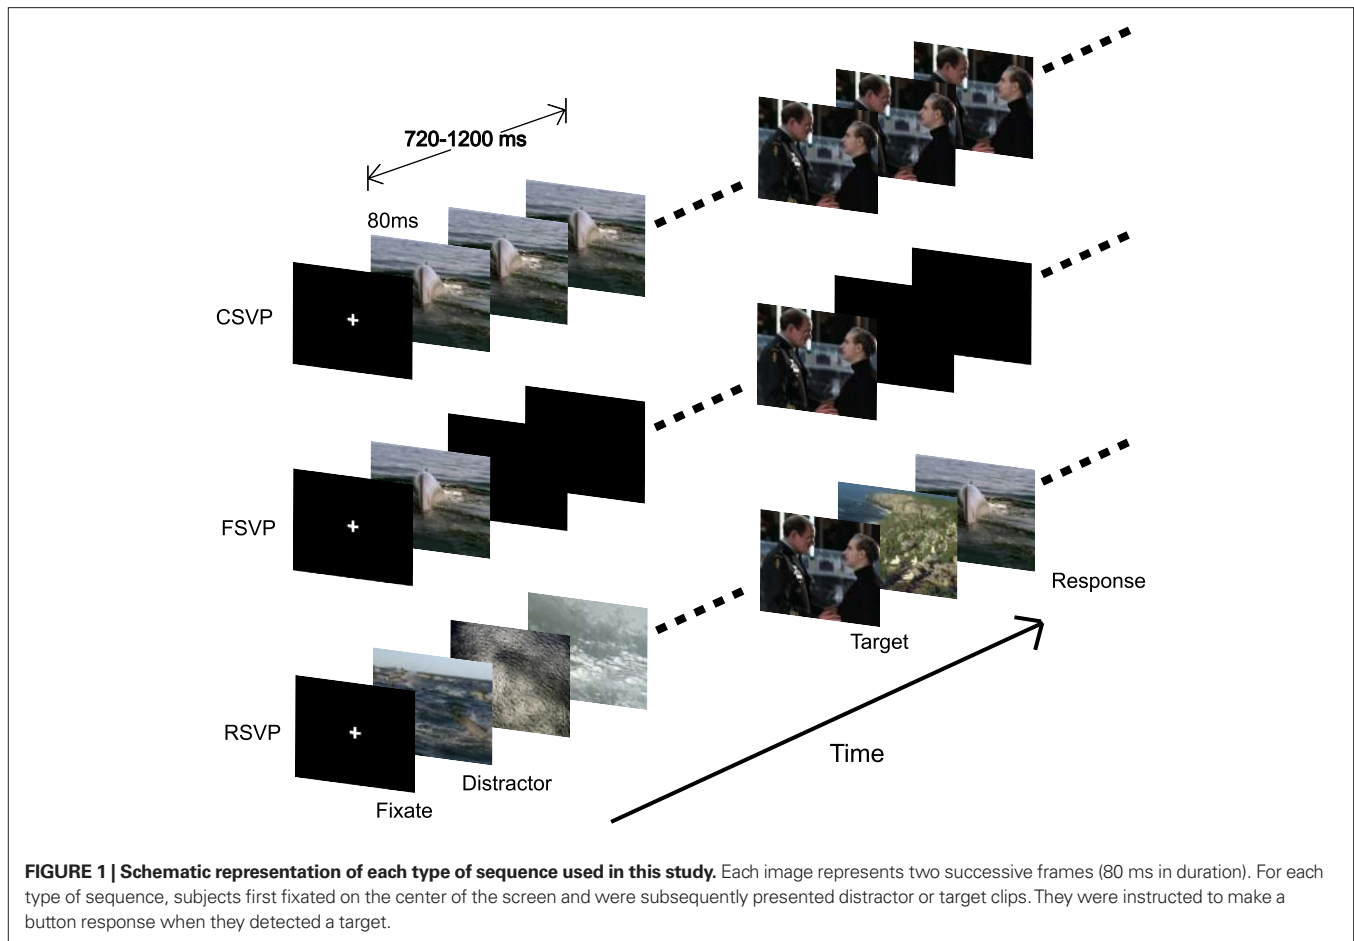 720-1200 ms
80ms
CSVP
FSVP
Response
Target
RSVP
Time
Distractor
Fixate
FIGURE 1 | Schematic representation of each type of sequence used in this study. Each image represents two successive frames (80 ms in duration). For each
type of sequence, subjects first fixated on the center of the screen and were subsequently presented distractor or target clips. They were instructed to make a
button response when they detected a target.